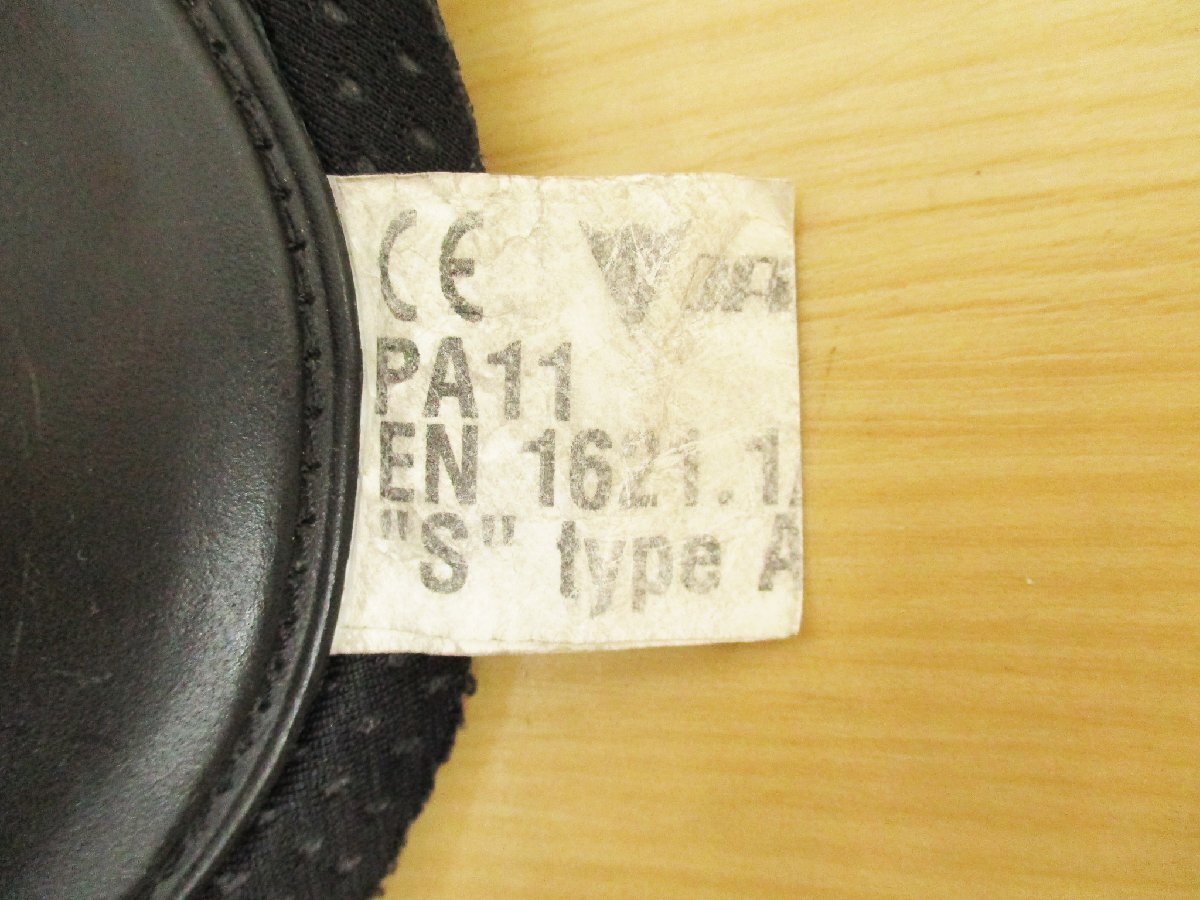 CE
PA11
EN 1621.1/
"S" type A